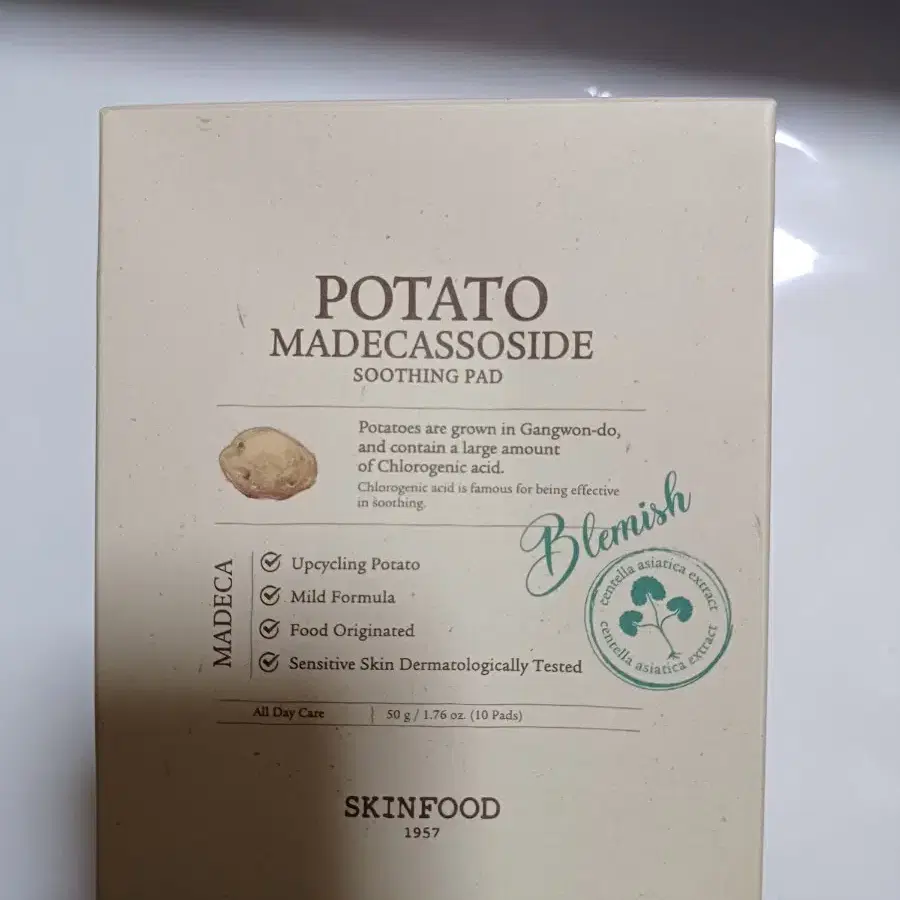 POTATO
MADECASSOSIDE
SOOTHING PAD
Potatoes are grown in Gangwon-do,
and contain a large amount
of Chlorogenic acid.
Chlorogenic acid is famous for being effective
in soothing.
Blemish
centella asiatica extract
centella asiatica extract
MADECA
Upcycling Potato
Mild Formula
Food Originated
Sensitive Skin Dermatologically Tested
All Day Care | 50 g / 1.76 oz. (10 Pads)
SKINFOOD
1957